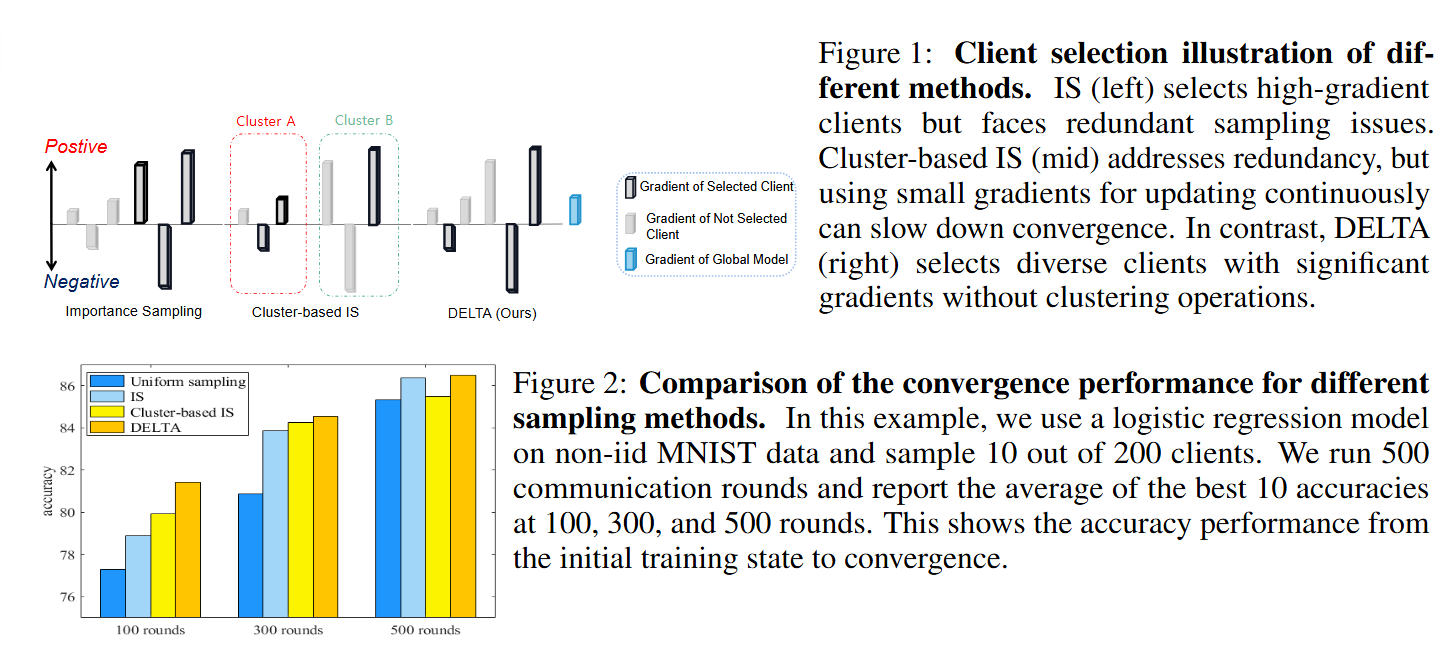 Figure 1: Client selection illustration of dif-
ferent methods. IS (left) selects high-gradient
clients but faces redundant sampling issues.
Cluster-based IS (mid) addresses redundancy, but
using small gradients for updating continuously
can slow down convergence. In contrast, DELTA
(right) selects diverse clients with significant
gradients without clustering operations.
Postive
Negative
Cluster A
Cluster B
Importance Sampling
Cluster-based IS
DELTA (Ours)
Gradient of Selected Client
Gradient of Not Selected
Client
Gradient of Global Model
accuracy
86
84
82
80
78
76
Uniform sampling
IS
Cluster-based IS
DELTA
100 rounds
300 rounds
500 rounds
Figure 2: Comparison of the convergence performance for different
sampling methods. In this example, we use a logistic regression model
on non-iid MNIST data and sample 10 out of 200 clients. We run 500
communication rounds and report the average of the best 10 accuracies
at 100, 300, and 500 rounds. This shows the accuracy performance from
the initial training state to convergence.